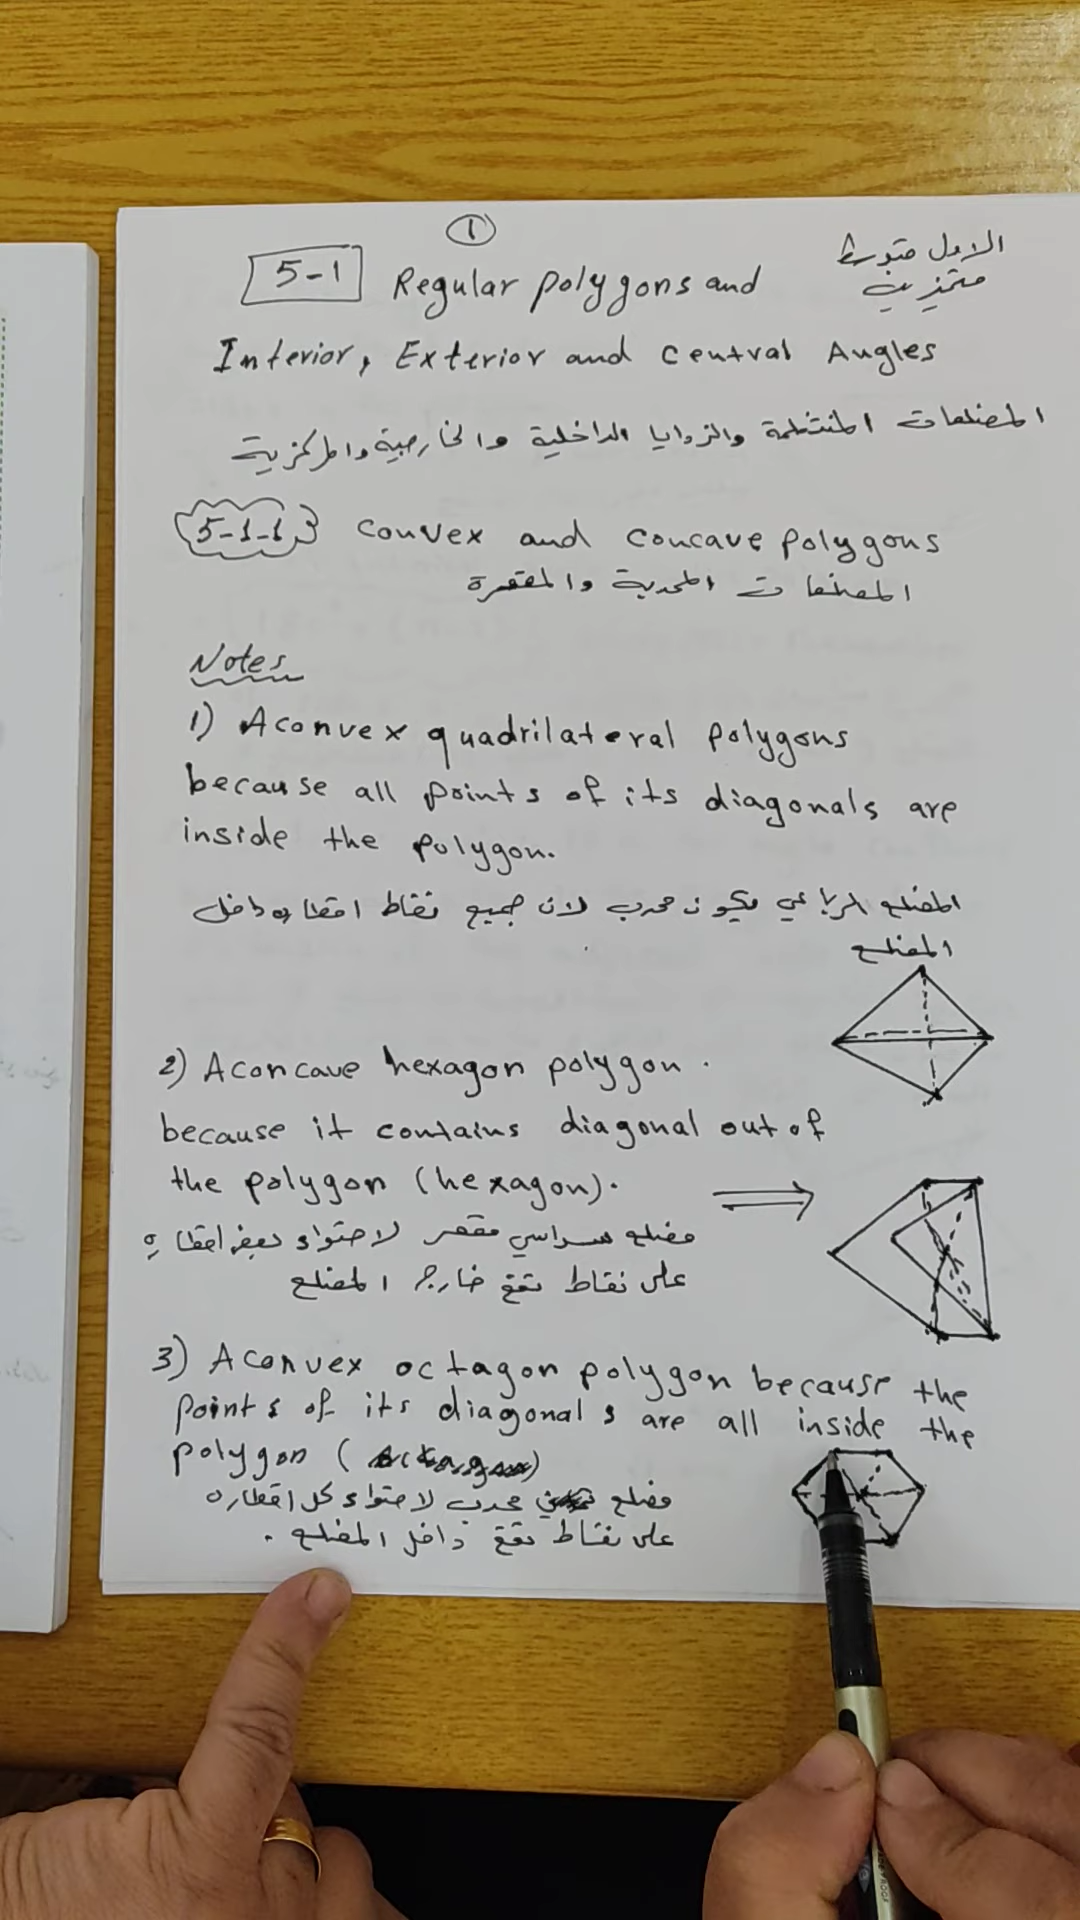 ①
5-1 Regular polygons and
الاول متوسط
متميزين
Interior, Exterior and Central Angles
المضلعات المنتظمة والزوايا الداخلية والخارجية والمركزية
5-1-1 Convex and concave polygons
المضلعات المحدبة والمقعرة
Notes
1) A convex quadrilateral polygons
because all points of its diagonals are
inside the polygon.
المضلع الرباعي يكون محدب لان جميع نقاط اقطاره داخل
المضلع
2) A concave hexagon polygon.
because it contains diagonal out of
the polygon (hexagon).
مضلع سداسي مقعر لاحتواء بعض اقطاره
على نقاط تقع خارج المضلع
3) A convex octagon polygon because the
points of its diagonals are all inside the
polygon (
مضلع محدب لاحتواء كل اقطاره
على نقاط تقع داخل المضلع .